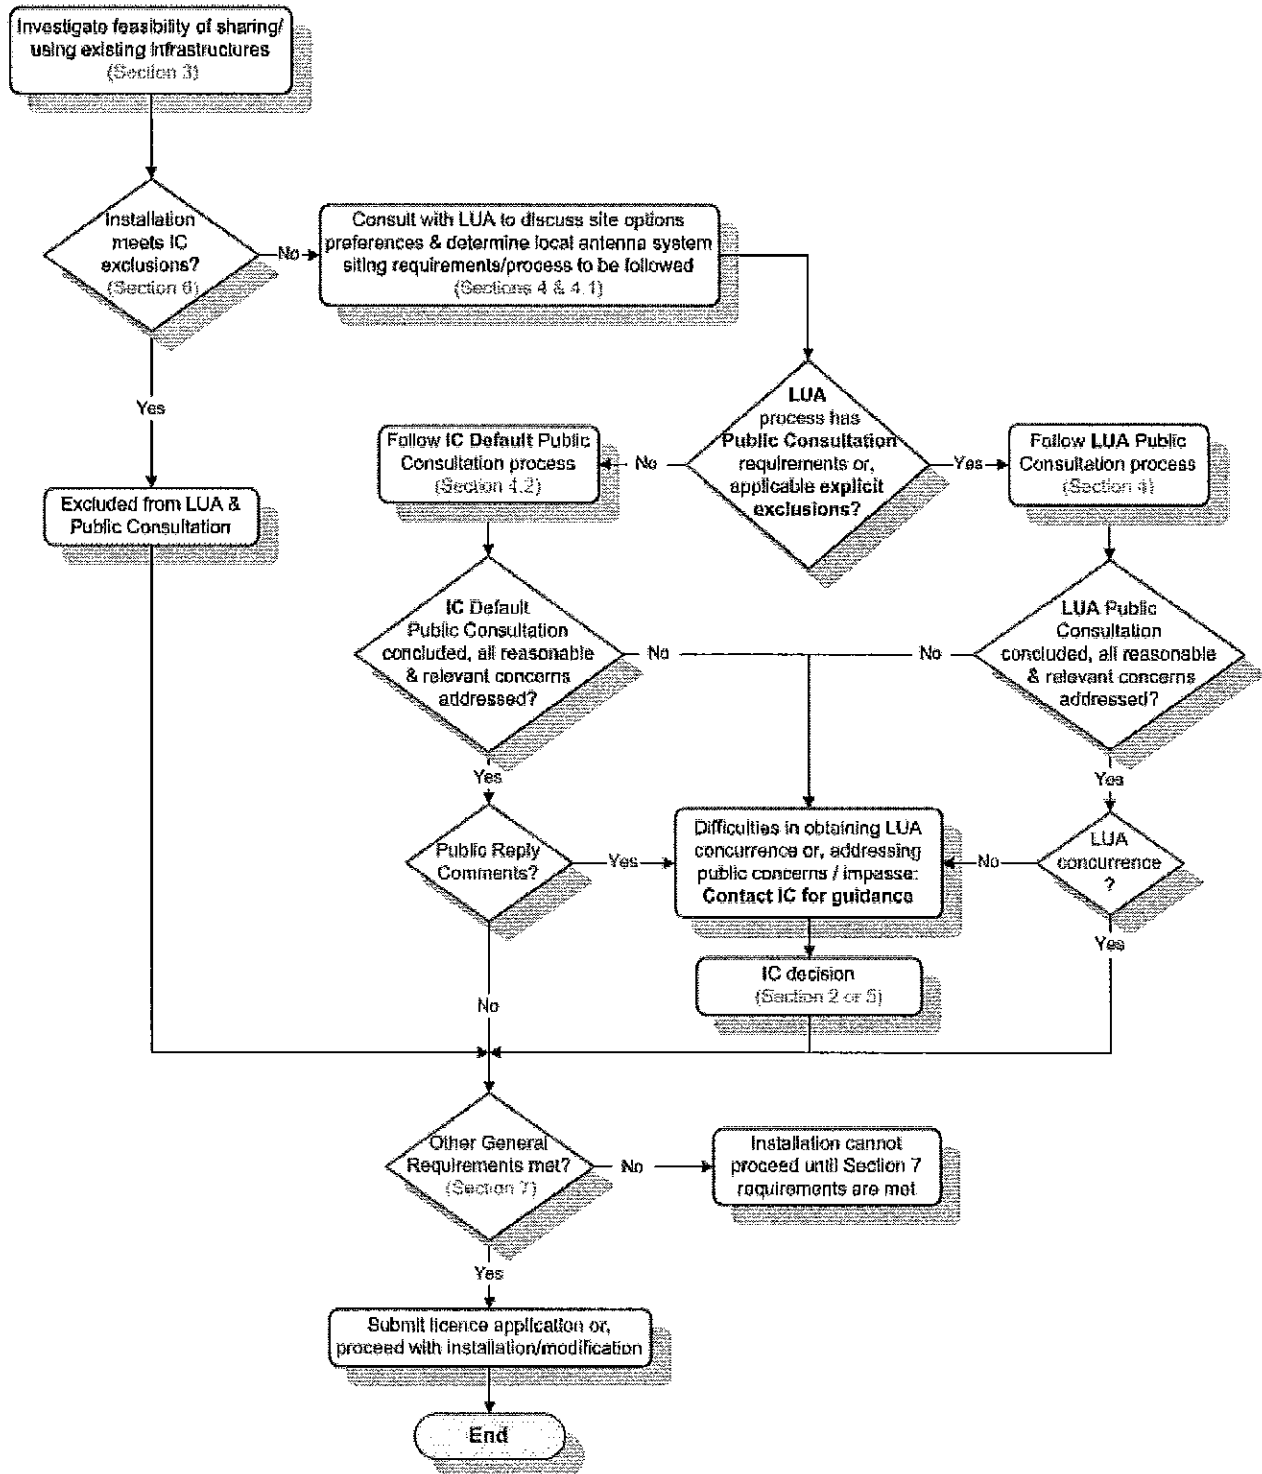 Investigate feasibility of sharing/
using existing infrastructures
(Section 3)
Installation
meets IC
exclusions?
(Section 6)
No
Consult with LUA to discuss site options
preferences & determine local antenna system
siting requirements/process to be followed
(Sections 4 & 4.1)
Yes
Excluded from LUA &
Public Consultation
LUA
process has
Public Consultation
requirements or,
applicable explicit
exclusions?
No
Follow IC Default Public
Consultation process
(Section 4.2)
Yes
Follow LUA Public
Consultation process
(Section 4)
IC Default
Public Consultation
concluded, all reasonable
& relevant concerns
addressed?
No
No
LUA Public
Consultation
concluded, all reasonable
& relevant concerns
addressed?
Yes
Yes
Public Reply
Comments?
Yes
Difficulties in obtaining LUA
concurrence or, addressing
public concerns / impasse:
Contact IC for guidance
No
LUA
concurrence
?
Yes
IC decision
(Section 2 or 5)
No
Other General
Requirements met?
(Section 7)
No
Installation cannot
proceed until Section 7
requirements are met
Yes
Submit licence application or,
proceed with installation/modification
End